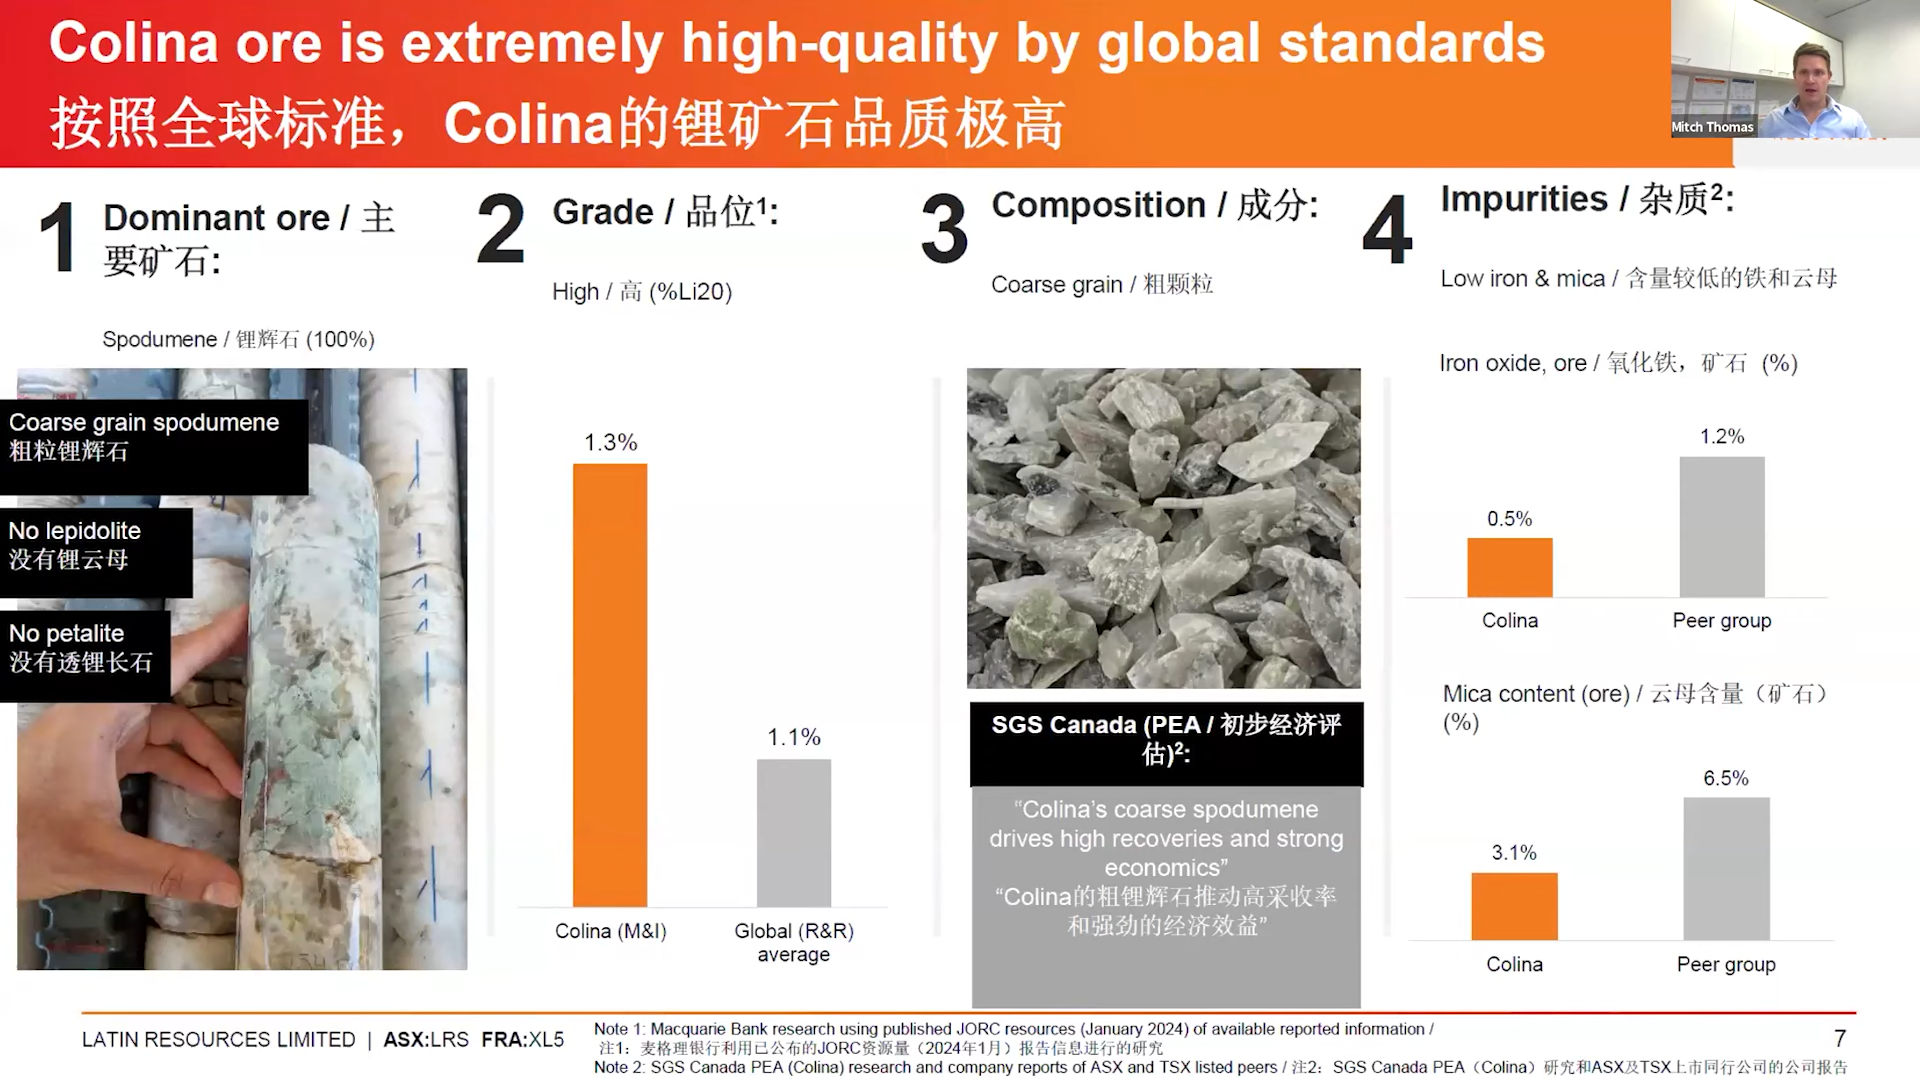 Colina ore is extremely high-quality by global standards
按照全球标准，Colina的锂矿石品质极高
Mitch Thomas
1
Dominant ore / 主
要矿石:
Spodumene / 锂辉石 (100%)
Coarse grain spodumene
粗粒锂辉石
No lepidolite
没有锂云母
No petalite
没有透锂长石
2
Grade / 品位¹:
High / 高 (%Li20)
1.3%
1.1%
Colina (M&I)
Global (R&R)
average
3
Composition / 成分:
Coarse grain / 粗颗粒
SGS Canada (PEA / 初步经济评
估)²:
“Colina’s coarse spodumene
drives high recoveries and strong
economics”
“Colina的粗锂辉石推动高采收率
和强劲的经济效益”
4
Impurities / 杂质²:
Low iron & mica / 含量较低的铁和云母
Iron oxide, ore / 氧化铁，矿石 (%)
1.2%
0.5%
Colina
Peer group
Mica content (ore) / 云母含量（矿石）
(%)
6.5%
3.1%
Colina
Peer group
LATIN RESOURCES LIMITED | ASX:LRS FRA:XL5
Note 1: Macquarie Bank research using published JORC resources (January 2024) of available reported information /
注1：麦格理银行利用已公布的JORC资源量（2024年1月）报告信息进行的研究
Note 2: SGS Canada PEA (Colina) research and company reports of ASX and TSX listed peers / 注2：SGS Canada PEA（Colina）研究和ASX及TSX上市同行公司的公司报告
7